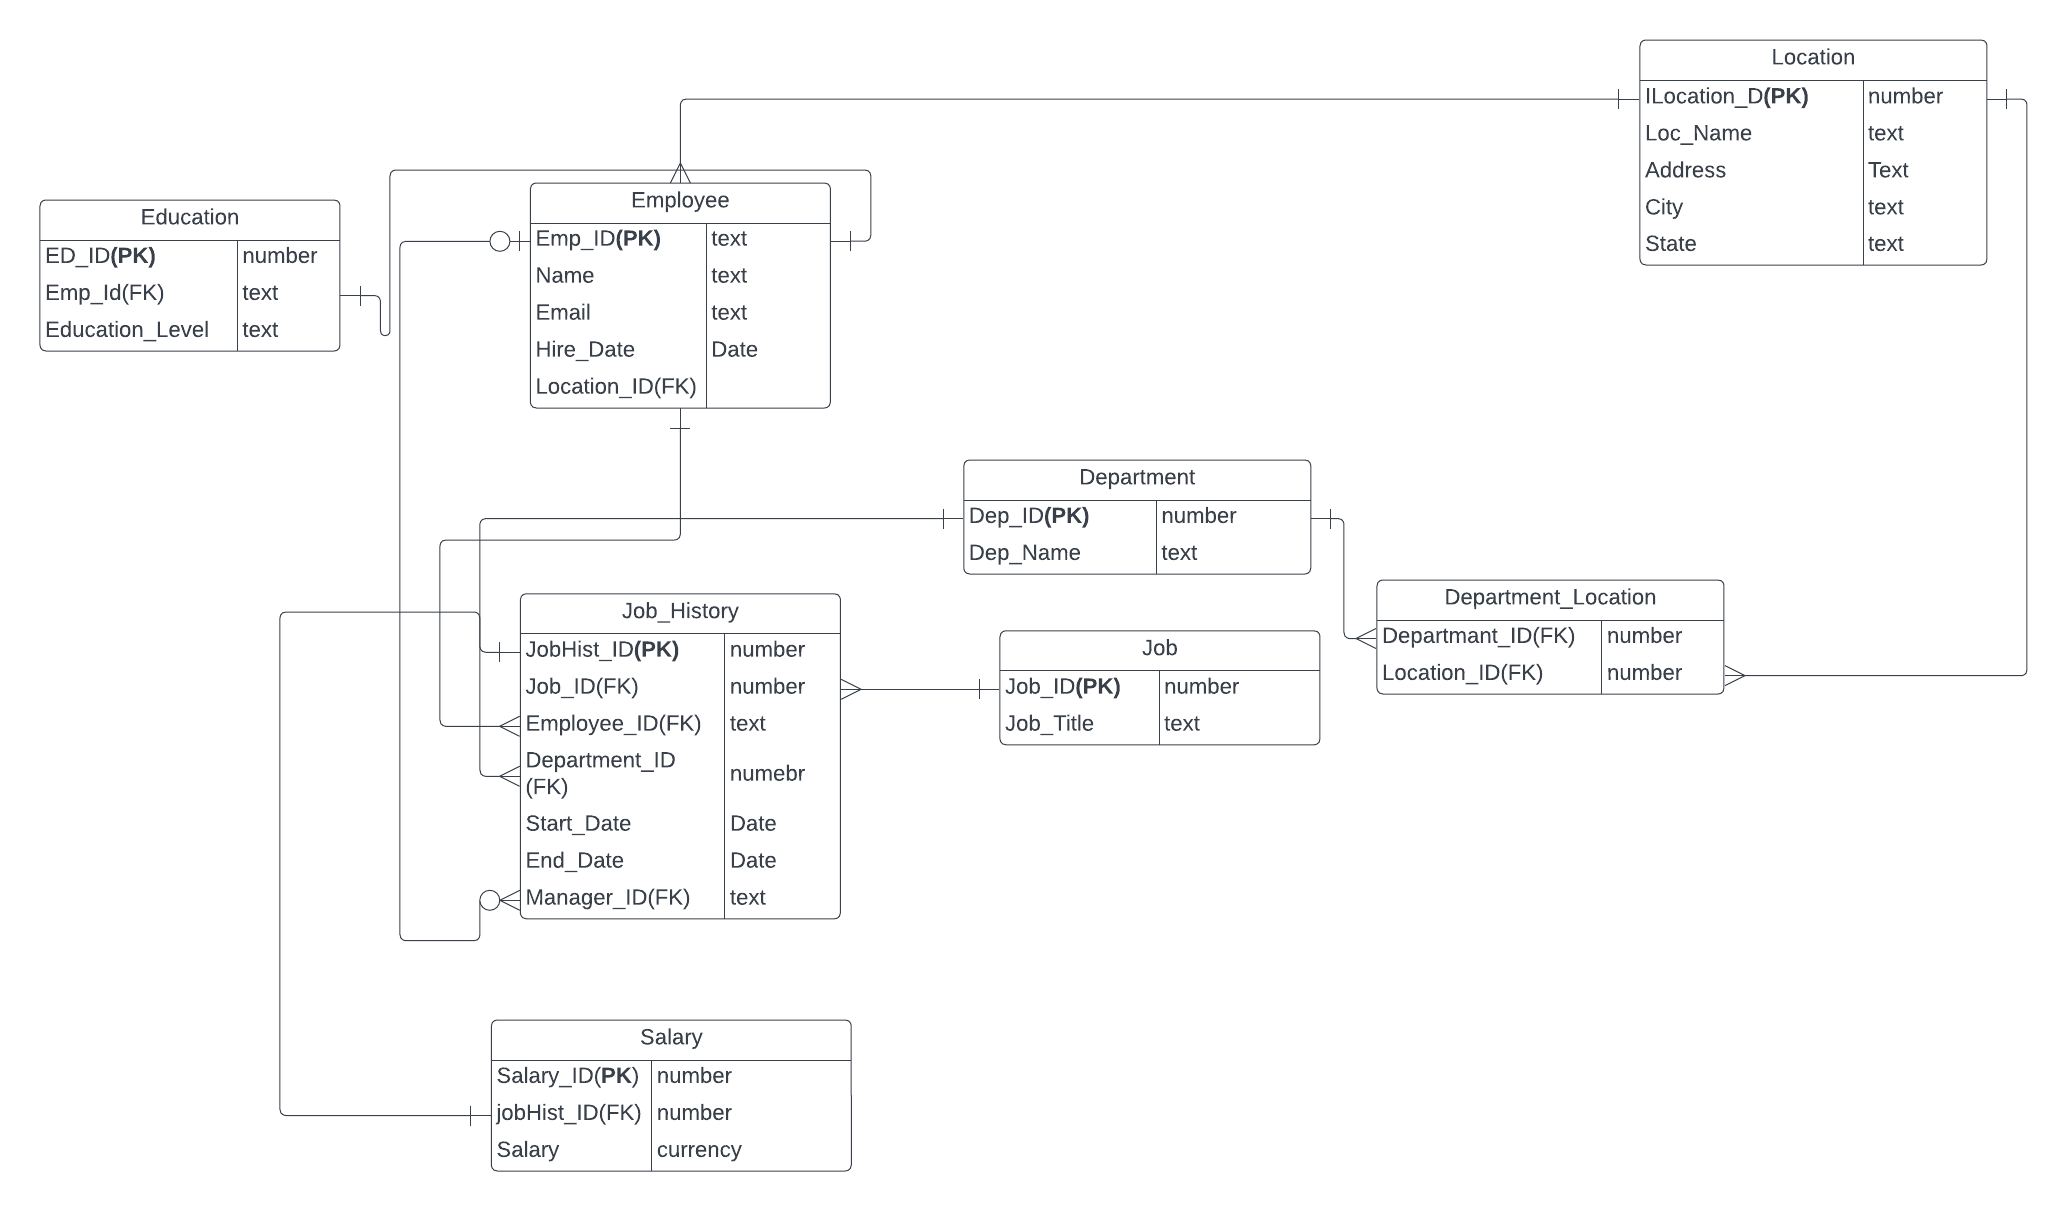 Location
ILocation_D(PK) number
Loc_Name text
Address Text
City text
State text
Education
ED_ID(PK) number
Emp_Id(FK) text
Education_Level text
Employee
Emp_ID(PK) text
Name text
Email text
Hire_Date Date
Location_ID(FK)
Department
Dep_ID(PK) number
Dep_Name text
Department_Location
Departmant_ID(FK) number
Location_ID(FK) number
Job_History
JobHist_ID(PK) number
Job_ID(FK) number
Employee_ID(FK) text
Department_ID
(FK) numebr
Start_Date Date
End_Date Date
Manager_ID(FK) text
Job
Job_ID(PK) number
Job_Title text
Salary
Salary_ID(PK) number
jobHist_ID(FK) number
Salary currency